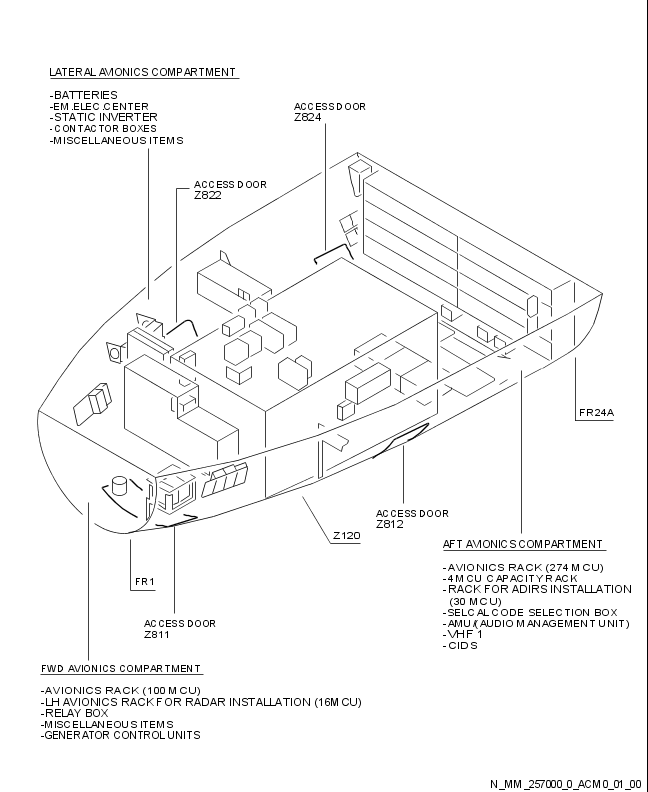 LATERAL AVIONICS COMPARTMENT
-BATTERIES
-EM.ELEC.CENTER
-STATIC INVERTER
-CONTACTOR BOXES
-MISCELLANEOUS ITEMS
ACCESS DOOR
Z824
ACCESS DOOR
Z822
FR24A
ACCESS DOOR
Z812
Z120
AFT AVIONICS COMPARTMENT
-AVIONICS RACK (274 MCU)
-4 MCU CAPACITY RACK
-RACK FOR ADIRS INSTALLATION
(30 MCU)
-SELCAL CODE SELECTION BOX
-AMU(AUDIO MANAGEMENT UNIT)
-VHF 1
-CIDS
FR1
ACCESS DOOR
Z811
FWD AVIONICS COMPARTMENT
-AVIONICS RACK (100 MCU)
-LH AVIONICS RACK FOR RADAR INSTALLATION (16MCU)
-RELAY BOX
-MISCELLANEOUS ITEMS
-GENERATOR CONTROL UNITS
N_MM_257000_0_ACM0_01_00